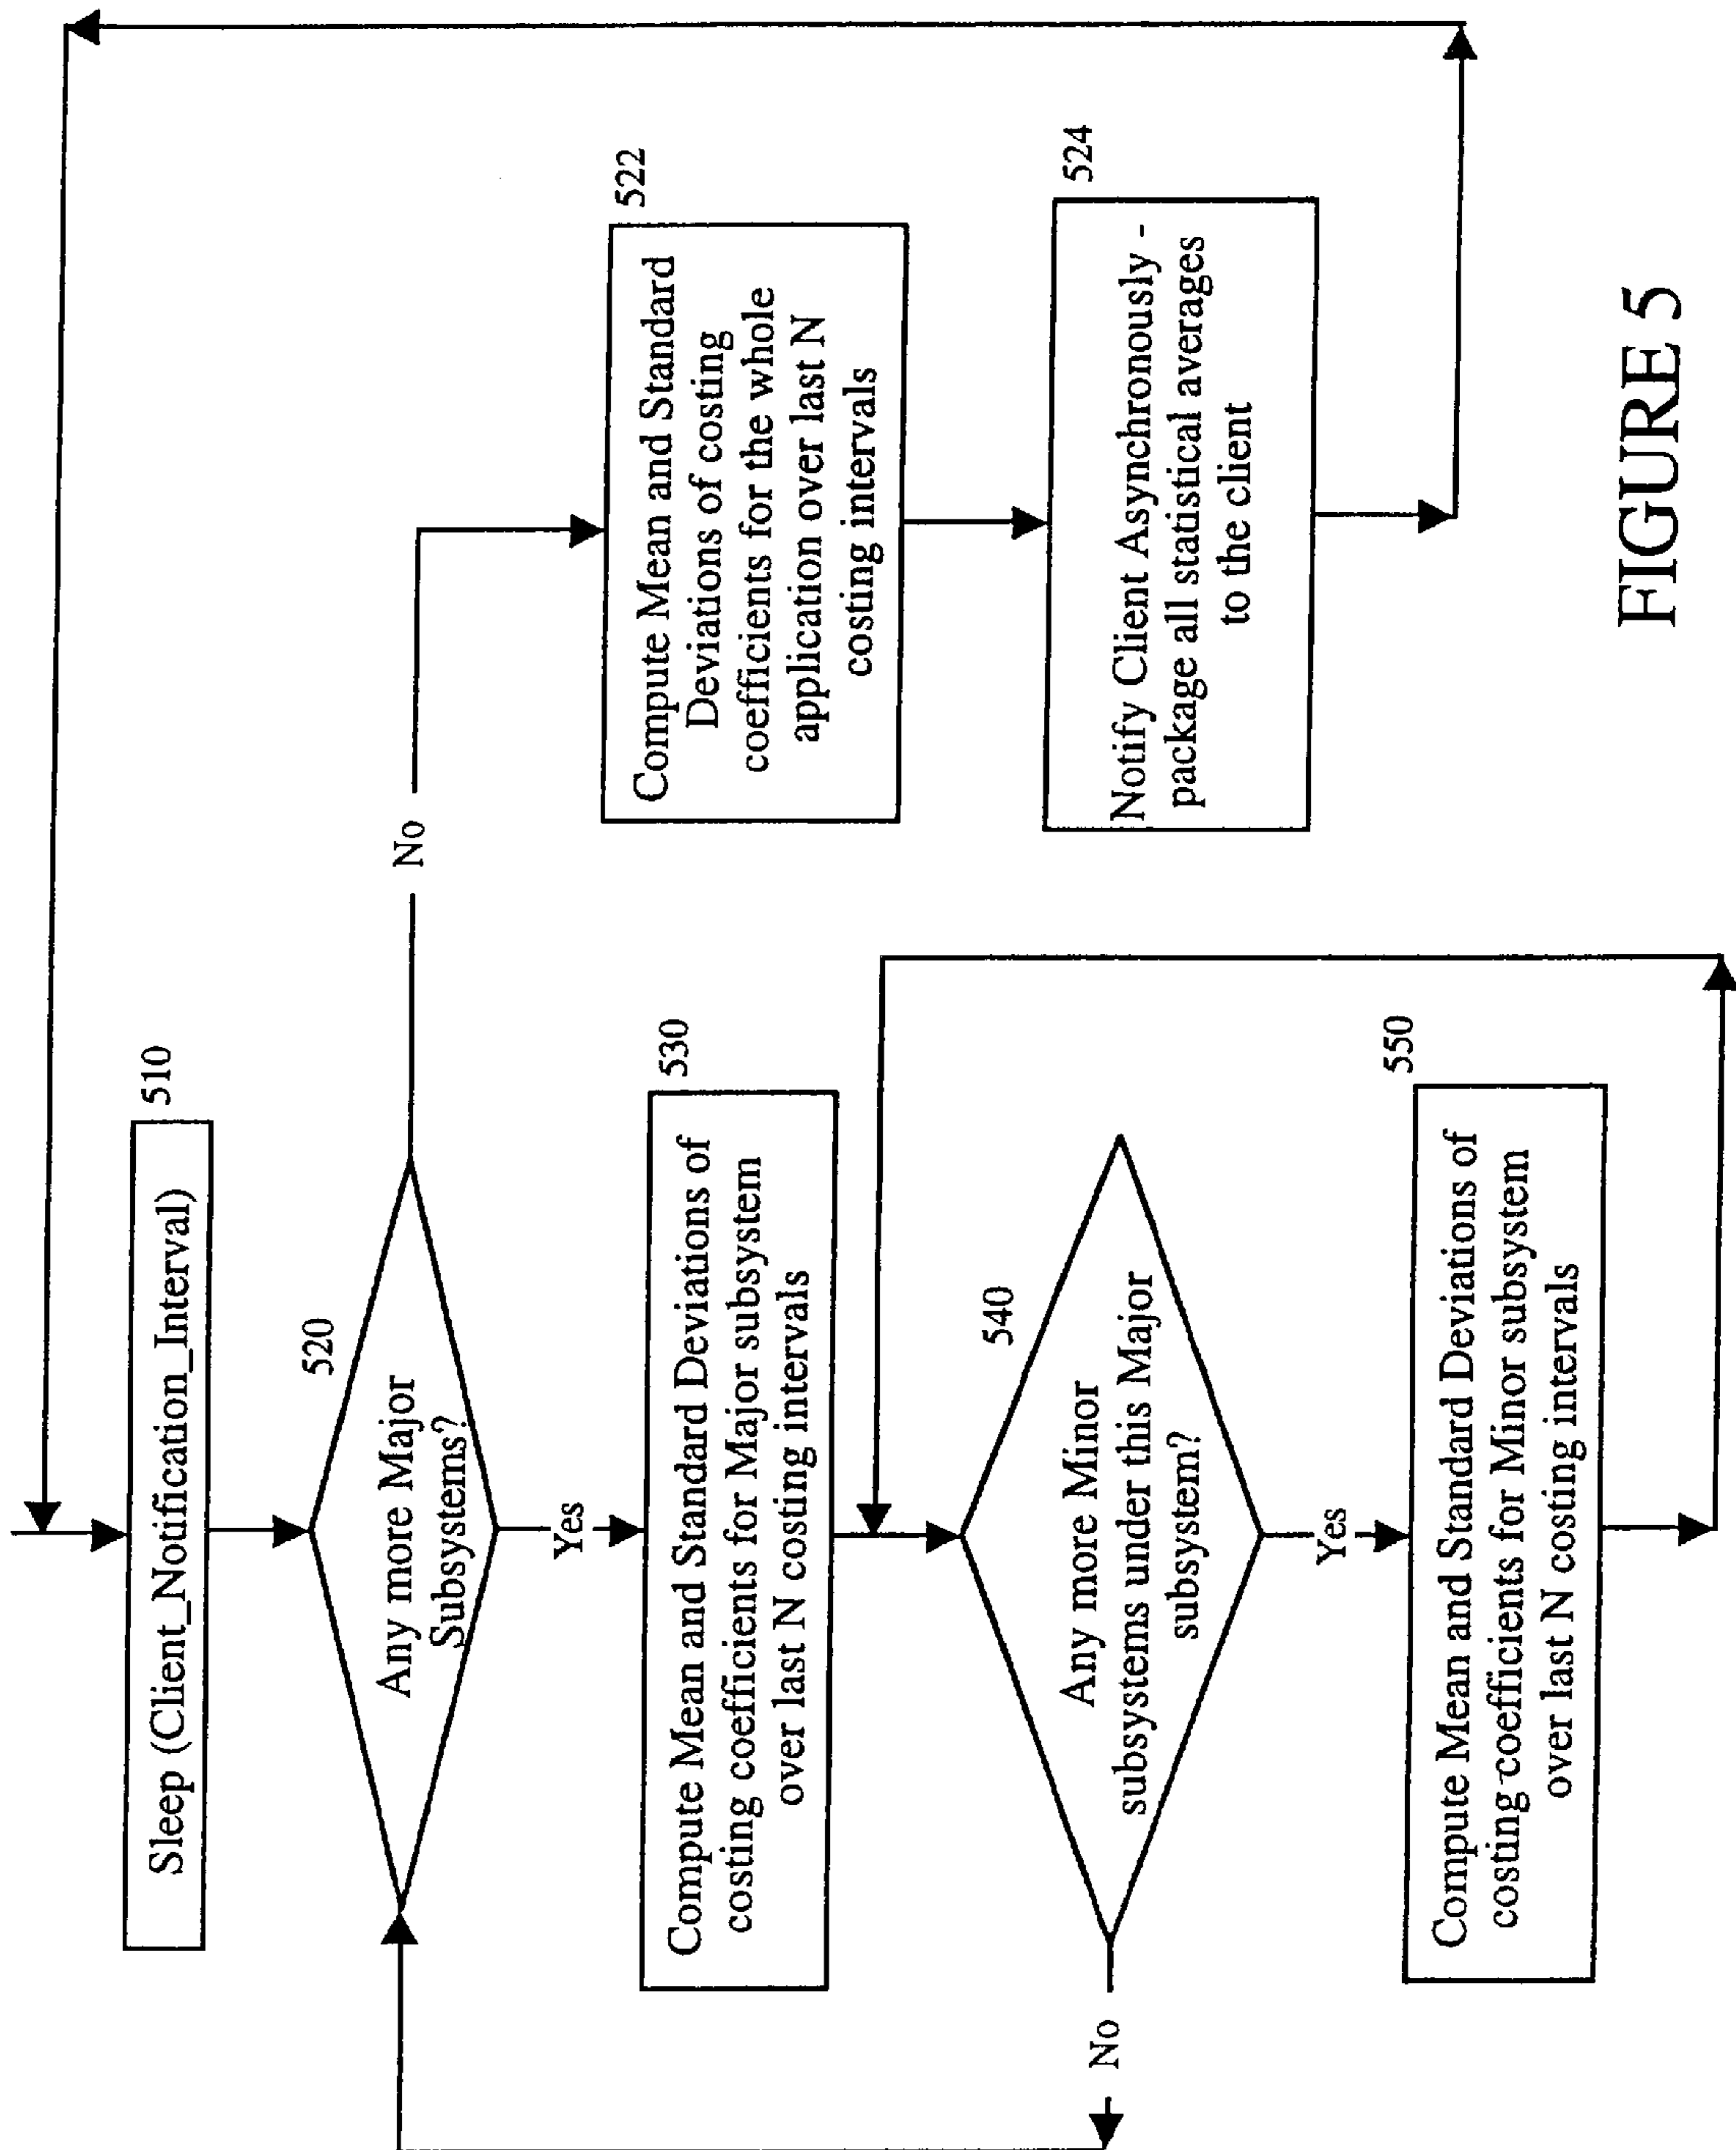 510
Sleep (Client_Notification_Interval)
520
Any more Major
Subsystems?
No
Yes
522
Compute Mean and Standard
Deviations of costing
coefficients for the whole
application over last N
costing intervals
524
Notify Client Asynchronously -
package all statistical averages
to the client
530
Compute Mean and Standard Deviations of
costing coefficients for Major subsystem
over last N costing intervals
540
Any more Minor
subsystems under this Major
subsystem?
No
Yes
550
Compute Mean and Standard Deviations of
costing coefficients for Minor subsystem
over last N costing intervals
FIGURE 5